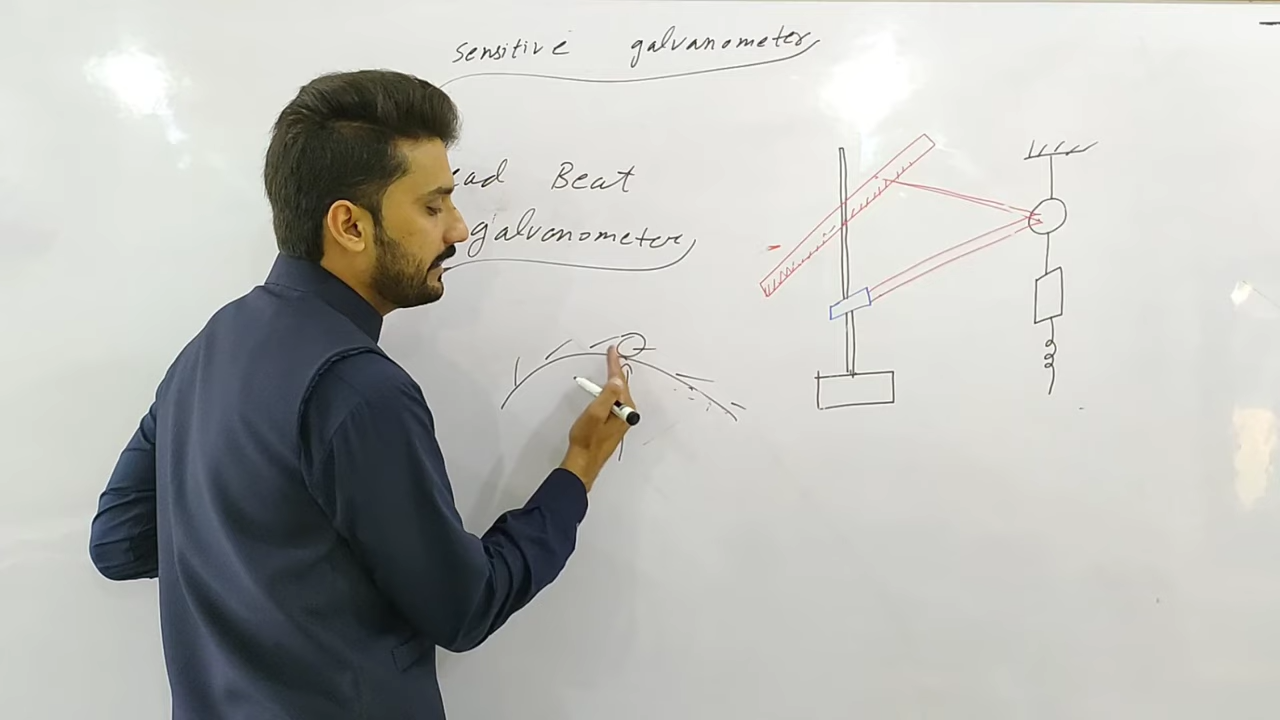 sensitive galvanometer
ead Beat
galvanometer